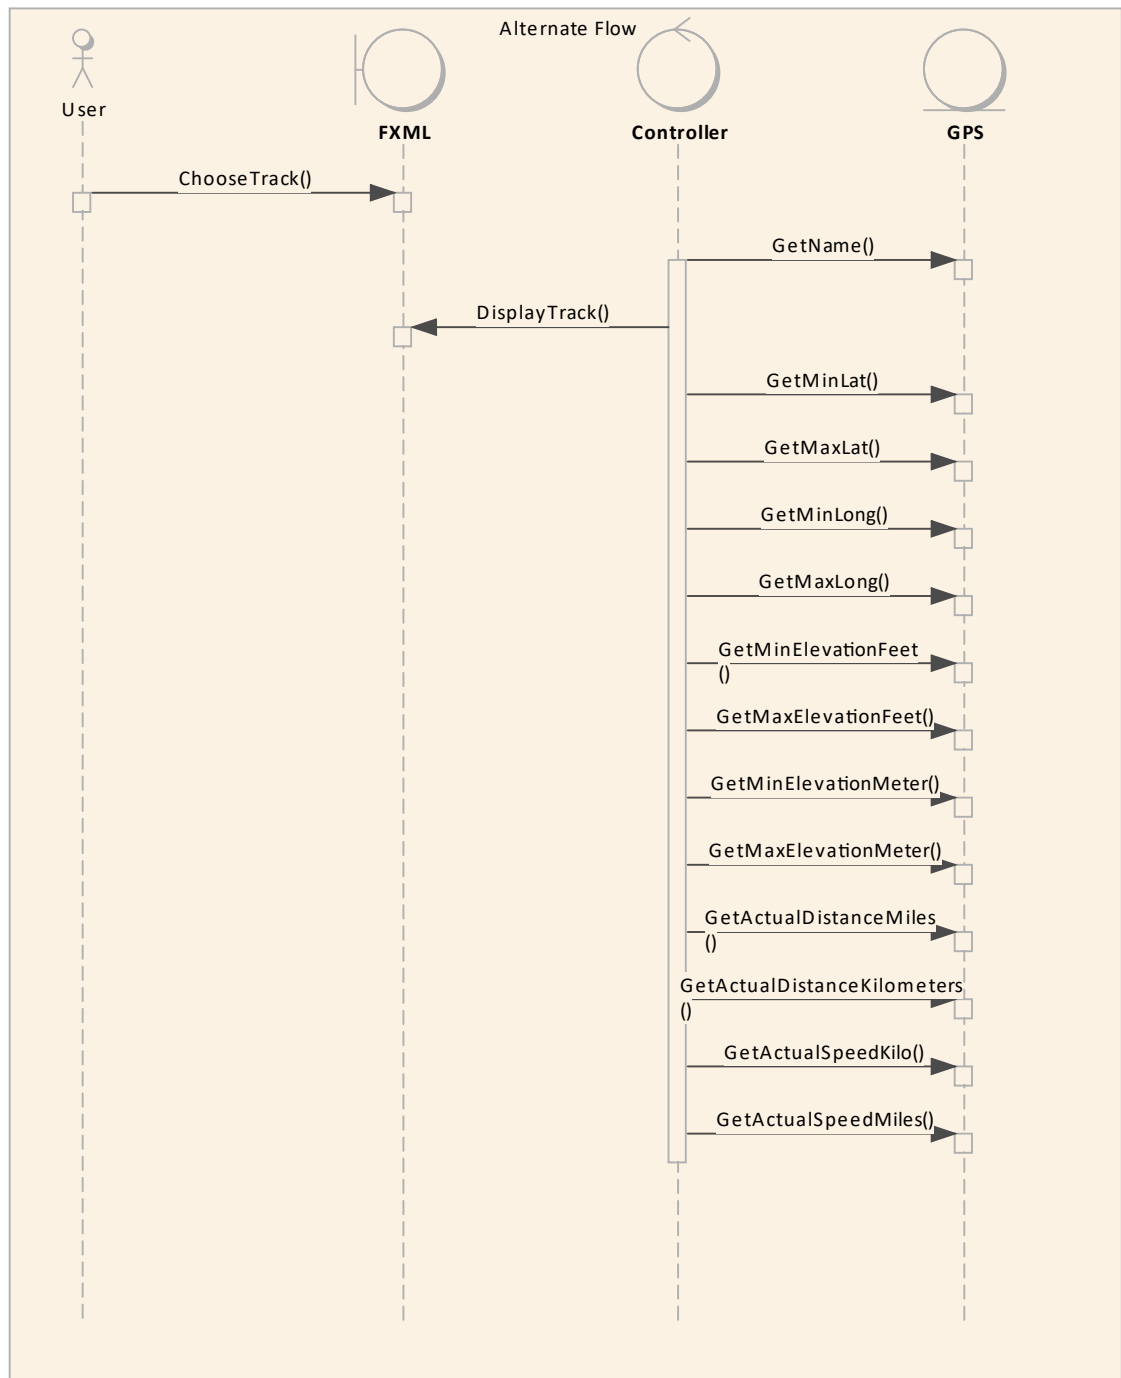 Alternate Flow
User
FXML
Controller
GPS
ChooseTrack()
GetName()
DisplayTrack()
GetMinLat()
GetMaxLat()
GetMinLong()
GetMaxLong()
GetMinElevationFeet
()
GetMaxElevationFeet()
GetMinElevationMeter()
GetMaxElevationMeter()
GetActualDistanceMiles
()
GetActualDistanceKilometers
()
GetActualSpeedKilo()
GetActualSpeedMiles()